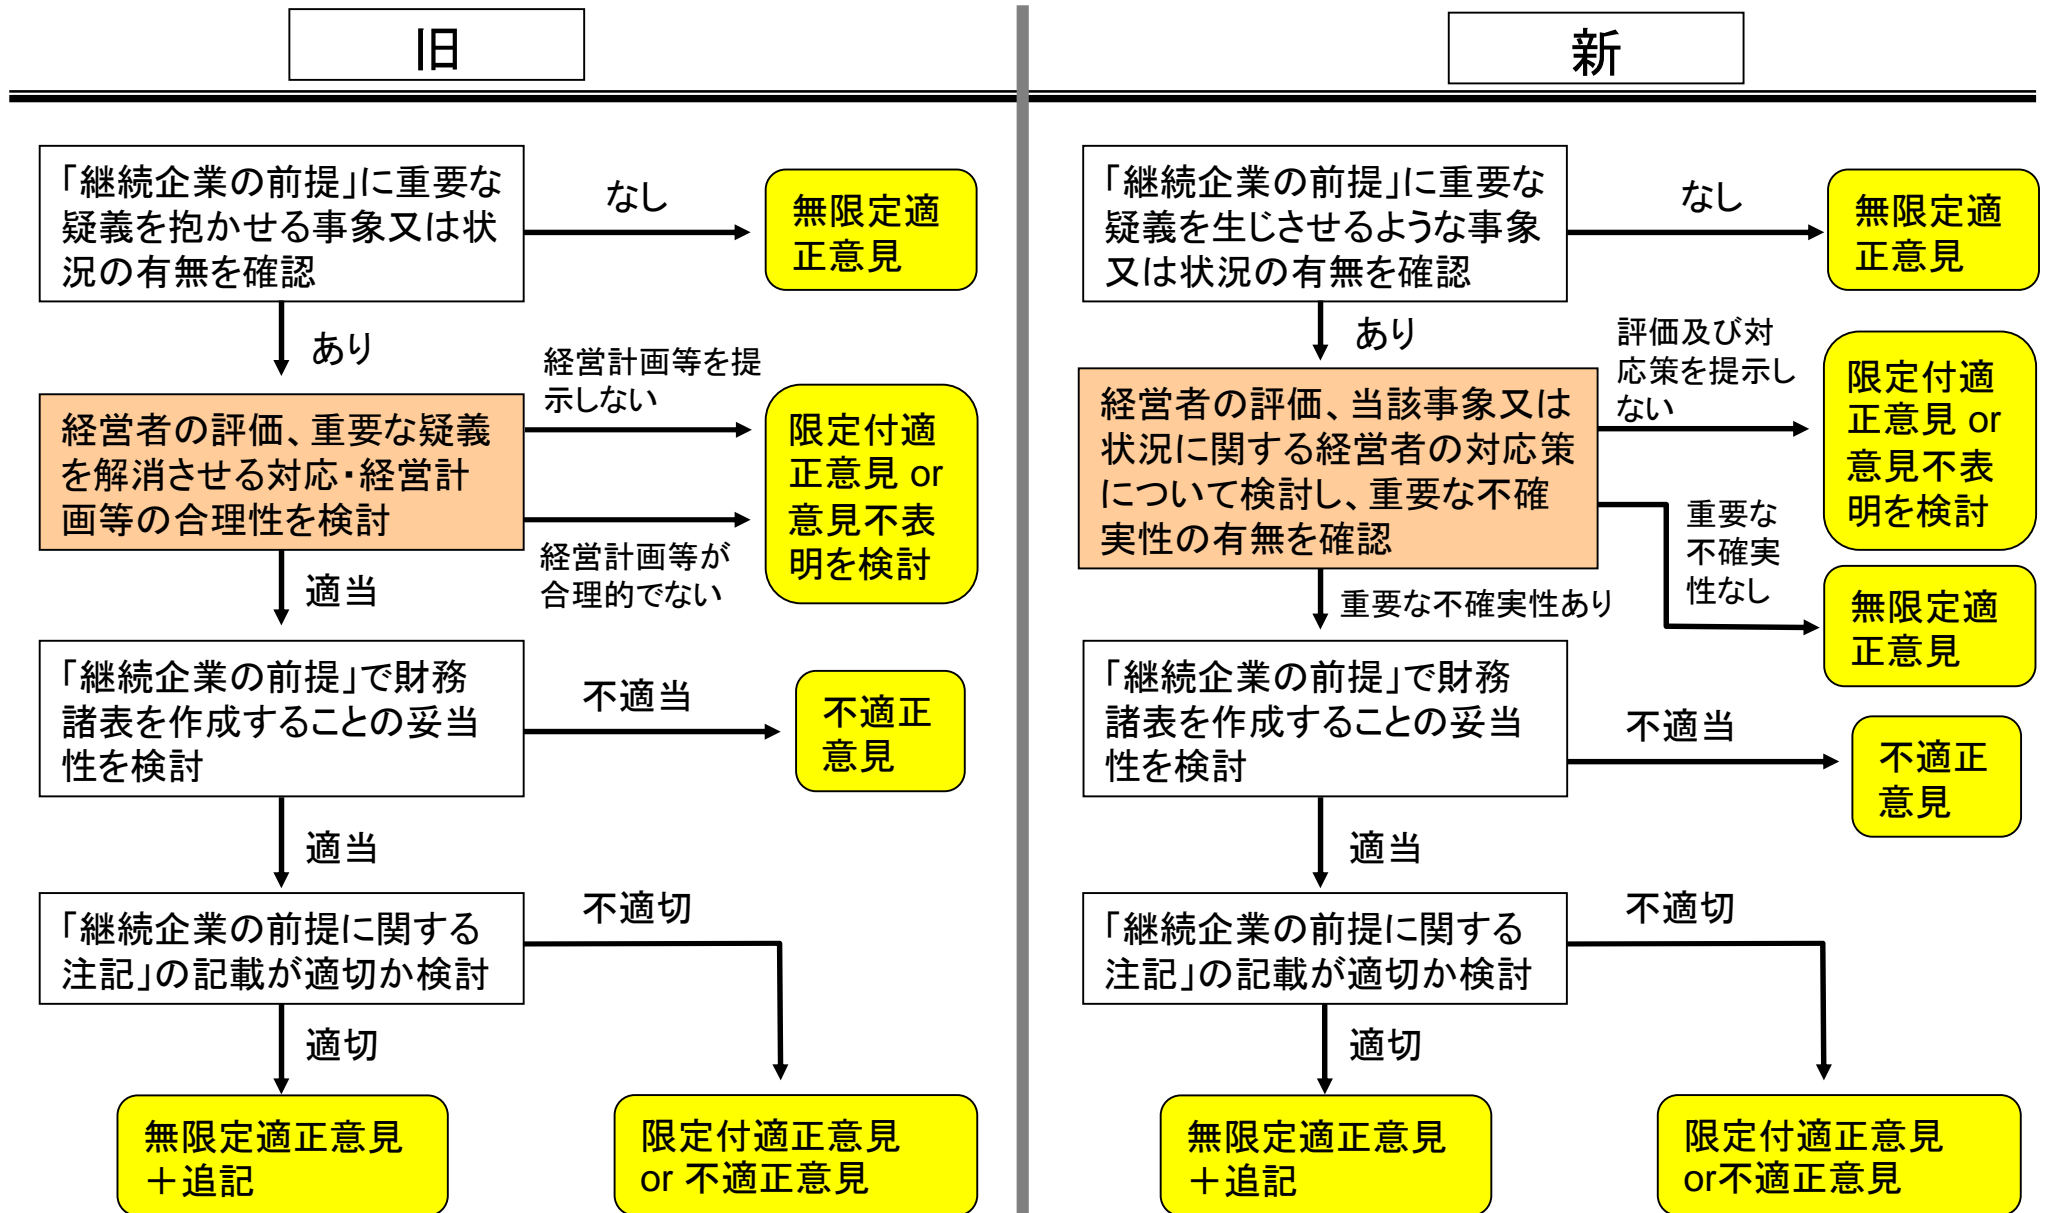 旧
「継続企業の前提」に重要な
疑義を抱かせる事象又は状
況の有無を確認
なし
無限定適
正意見
あり
経営者の評価、重要な疑義
を解消させる対応・経営計
画等の合理性を検討
経営計画等を提
示しない
経営計画等が
合理的でない
限定付適
正意見 or
意見不表
明を検討
適当
「継続企業の前提」で財務
諸表を作成することの妥当
性を検討
不適当
不適正
意見
適当
「継続企業の前提に関する
注記」の記載が適切か検討
不適切
適切
無限定適正意見
＋追記
限定付適正意見
or 不適正意見
新
「継続企業の前提」に重要な
疑義を生じさせるような事象
又は状況の有無を確認
なし
無限定適
正意見
あり
経営者の評価、当該事象又は
状況に関する経営者の対応策
について検討し、重要な不確
実性の有無を確認
評価及び対
応策を提示し
ない
限定付適
正意見 or
意見不表
明を検討
重要な
不確実
性なし
無限定適
正意見
重要な不確実性あり
「継続企業の前提」で財務
諸表を作成することの妥当
性を検討
不適当
不適正
意見
適当
「継続企業の前提に関する
注記」の記載が適切か検討
不適切
適切
無限定適正意見
＋追記
限定付適正意見
or不適正意見